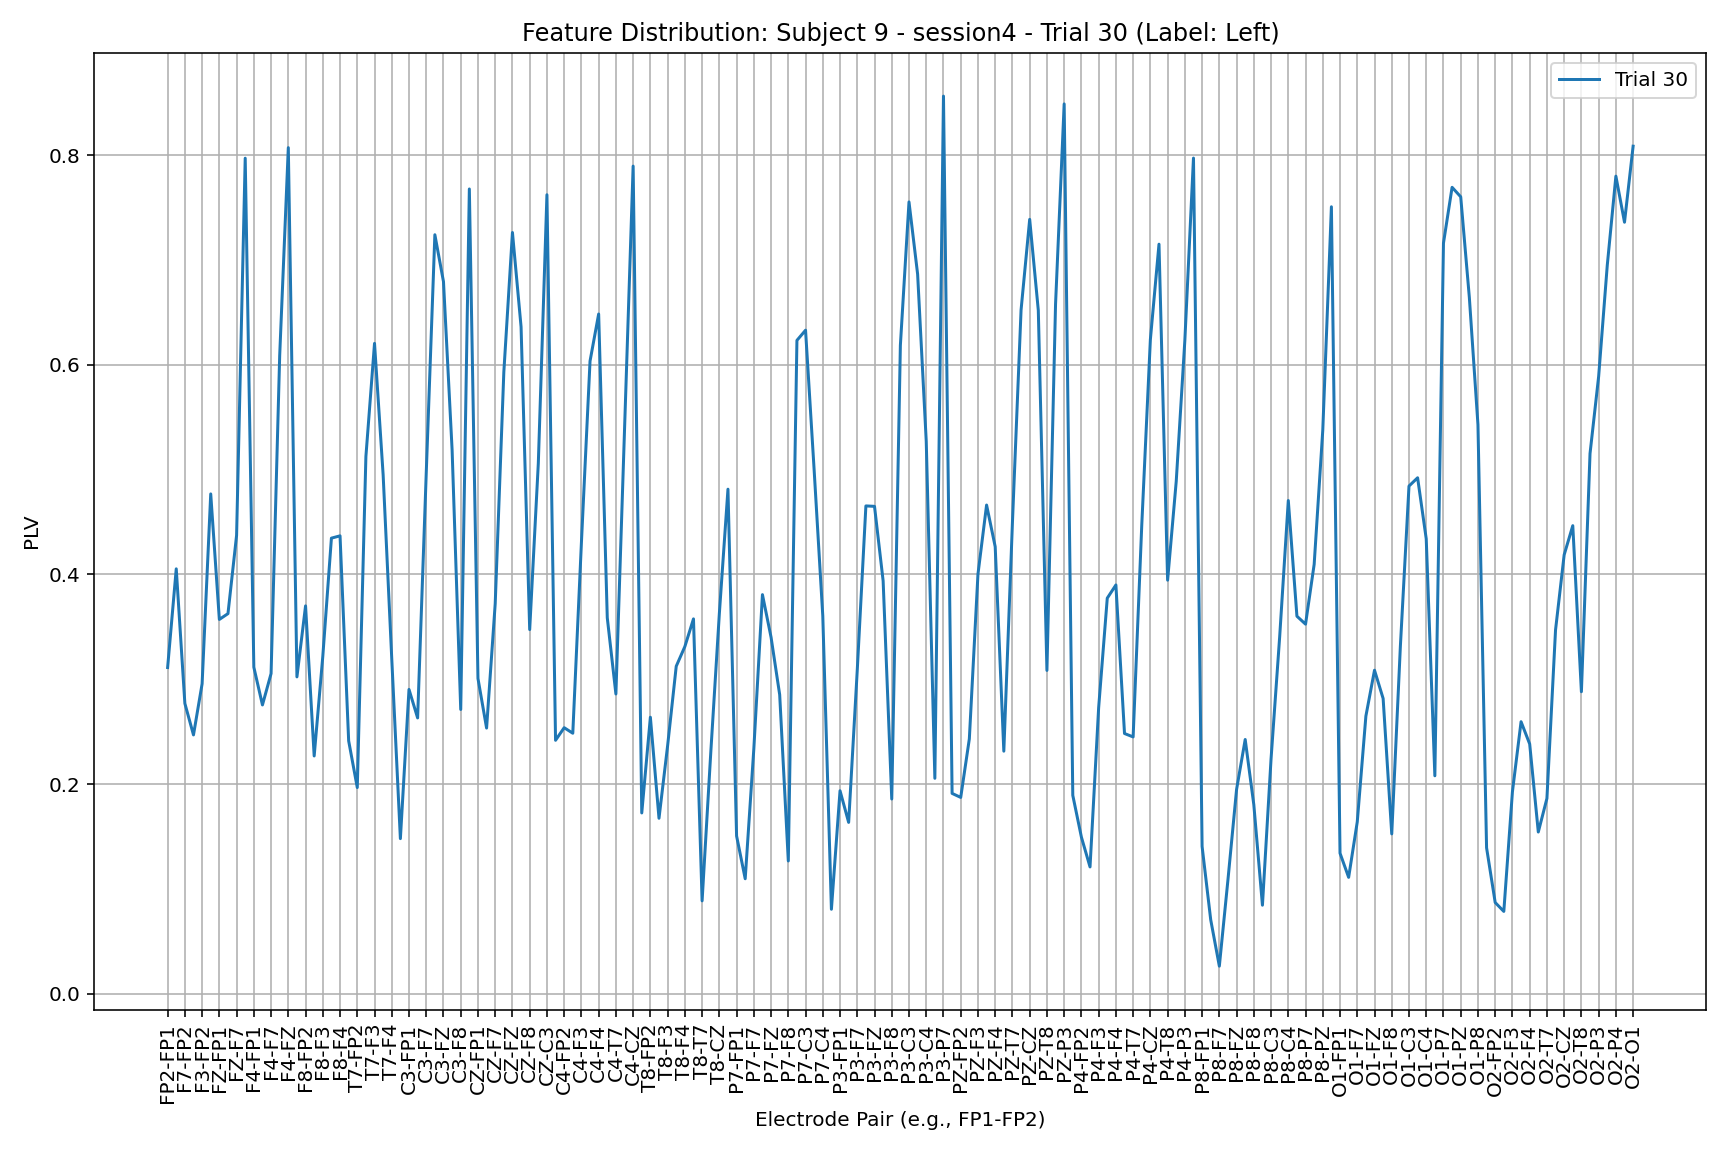 Feature Distribution: Subject 9 - session4 - Trial 30 (Label: Left)
Trial 30
PLV
0.8
0.6
0.4
0.2
0.0
FP2-FP1
F7-FP2
F3-FP2
FZ-FP1
FZ-F7
F4-FP1
F4-F7
F4-FZ
F8-FP2
F8-F3
F8-F4
T7-FP2
T7-F3
T7-F4
C3-FP1
C3-F7
C3-FZ
C3-F8
CZ-FP1
CZ-F7
CZ-FZ
CZ-F8
CZ-C3
C4-FP2
C4-F3
C4-F4
C4-T7
C4-CZ
T8-FP2
T8-F3
T8-F4
T8-T7
T8-CZ
P7-FP1
P7-F7
P7-FZ
P7-F8
P7-C3
P7-C4
P3-FP1
P3-F7
P3-FZ
P3-F8
P3-C3
P3-C4
P3-P7
PZ-FP2
PZ-F3
PZ-F4
PZ-T7
PZ-CZ
PZ-T8
PZ-P3
P4-FP2
P4-F3
P4-F4
P4-T7
P4-CZ
P4-T8
P4-P3
P8-FP1
P8-F7
P8-FZ
P8-F8
P8-C3
P8-C4
P8-P7
P8-PZ
O1-FP1
O1-F7
O1-FZ
O1-F8
O1-C3
O1-C4
O1-P7
O1-PZ
O1-P8
O2-FP2
O2-F3
O2-F4
O2-T7
O2-CZ
O2-T8
O2-P3
O2-P4
O2-O1
Electrode Pair (e.g., FP1-FP2)